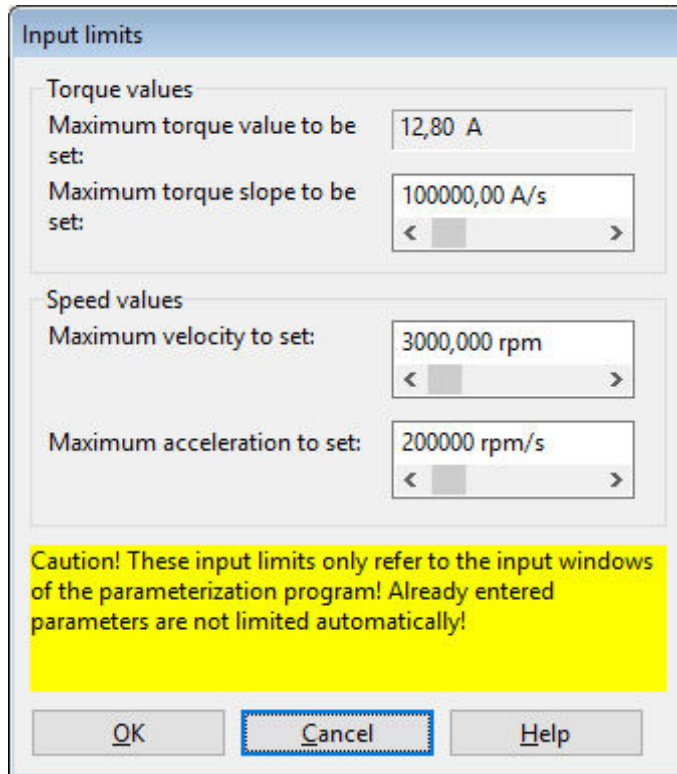 Input limits
Torque values
Maximum torque value to be
set:
12,80 A
Maximum torque slope to be
set:
100000,00 A/s
Speed values
Maximum velocity to set:
3000,000 rpm
Maximum acceleration to set:
200000 rpm/s
Caution! These input limits only refer to the input windows
of the parameterization program! Already entered
parameters are not limited automatically!
OK
Cancel
Help